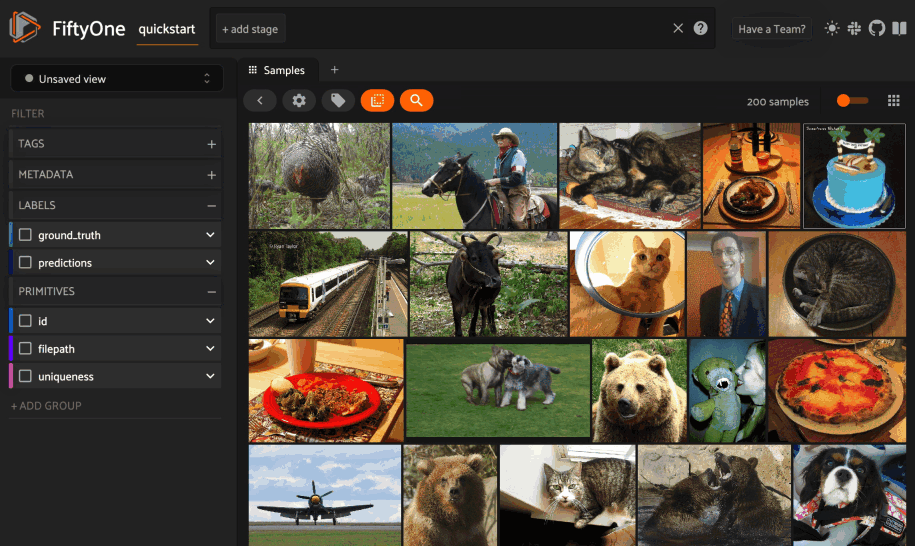 FiftyOne
quickstart
+ add stage
Have a Team?
Unsaved view
Samples
+
FILTER
200 samples
TAGS
METADATA
LABELS
ground_truth
predictions
PRIMITIVES
id
filepath
uniqueness
+ ADD GROUP